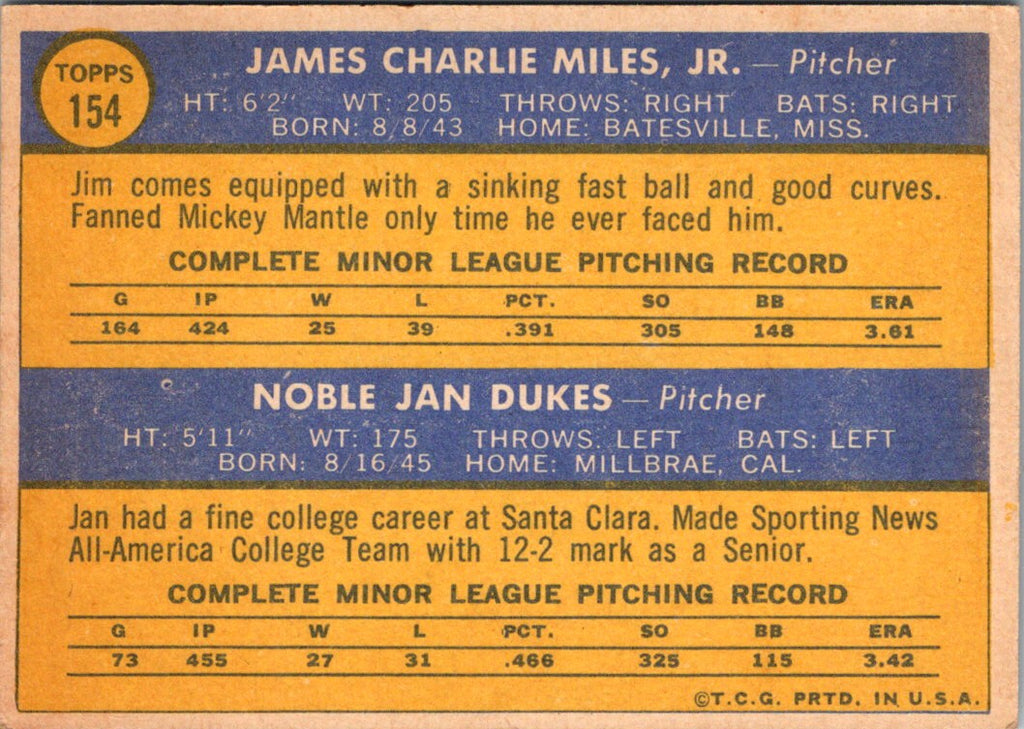 TOPPS
154
JAMES CHARLIE MILES, JR. — Pitcher
HT: 6'2" WT: 205 THROWS: RIGHT BATS: RIGHT
BORN: 8/8/43 HOME: BATESVILLE, MISS.
Jim comes equipped with a sinking fast ball and good curves.
Fanned Mickey Mantle only time he ever faced him.
COMPLETE MINOR LEAGUE PITCHING RECORD
G IP W L PCT. SO BB ERA
164 424 25 39 .391 305 148 3.61
NOBLE JAN DUKES — Pitcher
HT: 5'11" WT: 175 THROWS: LEFT BATS: LEFT
BORN: 8/16/45 HOME: MILLBRAE, CAL.
Jan had a fine college career at Santa Clara. Made Sporting News
All-America College Team with 12-2 mark as a Senior.
COMPLETE MINOR LEAGUE PITCHING RECORD
G IP W L PCT. SO BB ERA
73 455 27 31 .466 325 115 3.42
©T.C.G. PRTD. IN U.S.A.